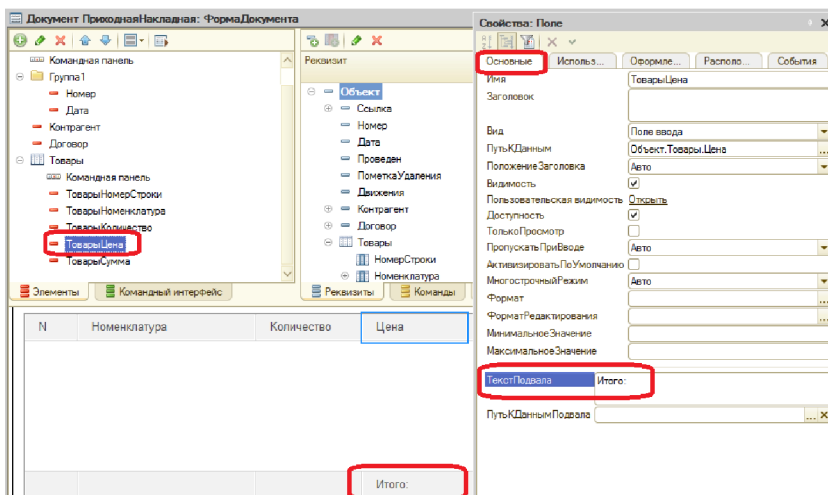 Документ ПриходнаяНакладная: ФормаДокумента
Командная панель
Группа1
Номер
Дата
Контрагент
Договор
Товары
Командная панель
ТоварыНомерСтроки
ТоварыНоменклатура
ТоварыКоличество
ТоварыЦена
ТоварыСумма
Элементы
Командный интерфейс
Реквизит
Объект
Ссылка
Номер
Дата
Проведен
ПометкаУдаления
Движения
Контрагент
Договор
Товары
НомерСтроки
Номенклатура
Реквизиты
Команды
N
Номенклатура
Количество
Цена
Итого:
Свойства: Поле
Основные
Использ...
Оформле...
Располо...
События
Имя
ТоварыЦена
Заголовок
Вид
Поле ввода
ПутьКДанным
Объект.Товары.Цена
ПоложениеЗаголовка
Авто
Видимость
Пользовательская видимость Открыть
Доступность
ТолькоПросмотр
ПропускатьПриВводе
Авто
АктивизироватьПоУмолчанию
МногострочныйРежим
Авто
Формат
ФорматРедактирования
МинимальноеЗначение
МаксимальноеЗначение
ТекстПодвала
Итого:
ПутьКДаннымПодвала